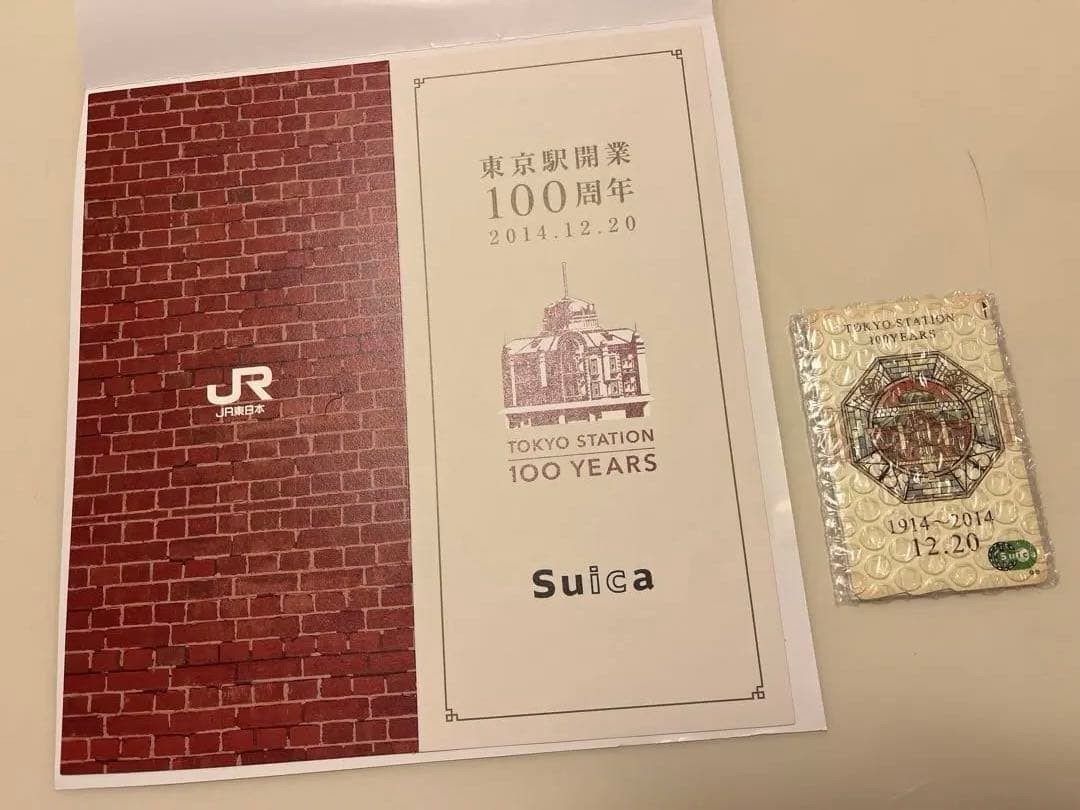 JR
JR東日本
東京駅開業
100周年
2014.12.20
TOKYO STATION
100 YEARS
Suica
TOKYO STATION
100YEARS
1914～2014
12.20
Suica